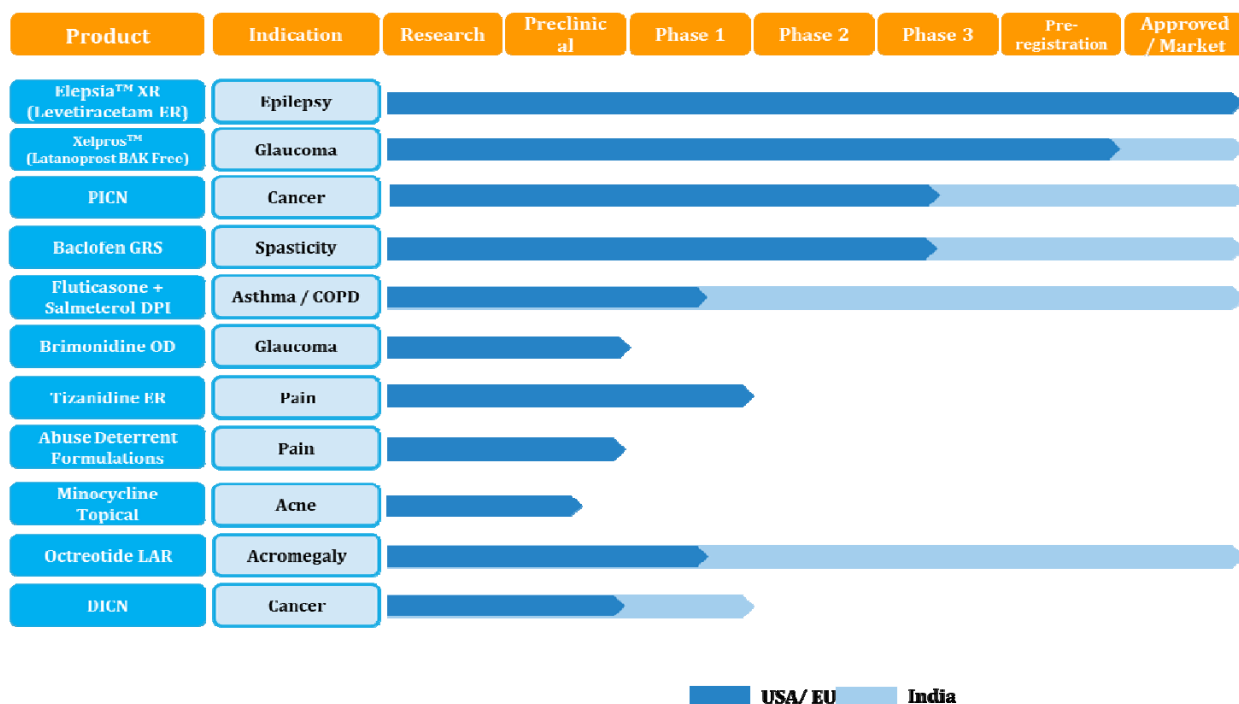 Product
Indication
Research
Preclinic
al
Phase 1
Phase 2
Phase 3
Pre-
registration
Approved
/ Market
Elepsia™ XR
(Levetiracetam ER)
Epilepsy
Xelpros™
(Latanoprost BAK Free)
Glaucoma
PICN
Cancer
Baclofen GRS
Spasticity
Fluticasone +
Salmeterol DPI
Asthma / COPD
Brimonidine OD
Glaucoma
Tizanidine ER
Pain
Abuse Deterrent
Formulations
Pain
Minocycline
Topical
Acne
Octreotide LAR
Acromegaly
DICN
Cancer
USA/ EU
India